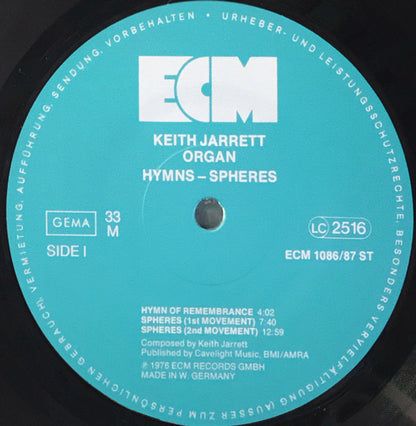 URHEBER- UND LEISTUNGSSCHUTZRECHTE, BESONDERS VERVIELFÄLTIGUNG (AUSSER ZUM PERSÖNLICHEN GEBRAUCH), VERMIETUNG, AUFFÜHRUNG, SENDUNG, VORBEHALTEN •
ECM
KEITH JARRETT
ORGAN
HYMNS – SPHERES
GEMA
33
M
LC 2516
SIDE I
ECM 1086/87 ST
HYMN OF REMEMBRANCE 4:02
SPHERES (1ST MOVEMENT) 7:40
SPHERES (2ND MOVEMENT) 12:59
Composed by Keith Jarrett
Published by Cavelight Music, BMI/AMRA
℗ 1976 ECM RECORDS GMBH
MADE IN W. GERMANY